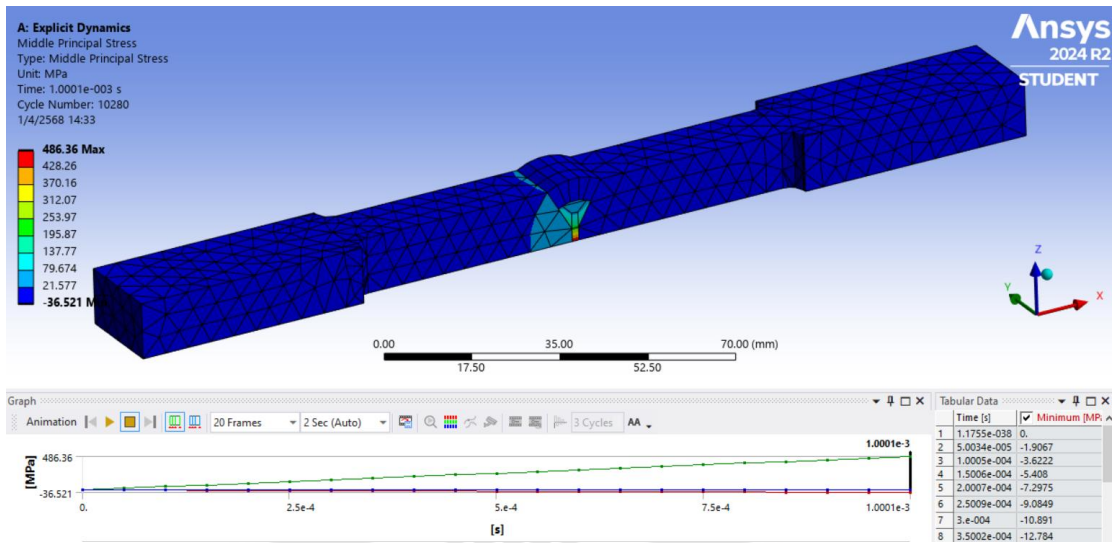 A: Explicit Dynamics
Middle Principal Stress
Type: Middle Principal Stress
Unit: MPa
Time: 1.0001e-003 s
Cycle Number: 10280
1/4/2568 14:33
486.36 Max
428.26
370.16
312.07
253.97
195.87
137.77
79.674
21.577
-36.521 M
Ansys
2024 R2
STUDENT
Z
Y
X
0.00 35.00 70.00 (mm)
17.50 52.50
Graph
Animation 20 Frames 2 Sec (Auto) 3 Cycles AA
1.0001e-3
486.36
[MPa]
-36.521
0. 2.5e-4 5.e-4 7.5e-4 1.0001e-3
[s]
Tabular Data
Time [s] Minimum [MPa
1 1.1755e-038 0.
2 5.0034e-005 -1.9067
3 1.0005e-004 -3.6222
4 1.5006e-004 -5.408
5 2.0007e-004 -7.2975
6 2.5009e-004 -9.0849
7 3.e-004 -10.891
8 3.5002e-004 -12.784